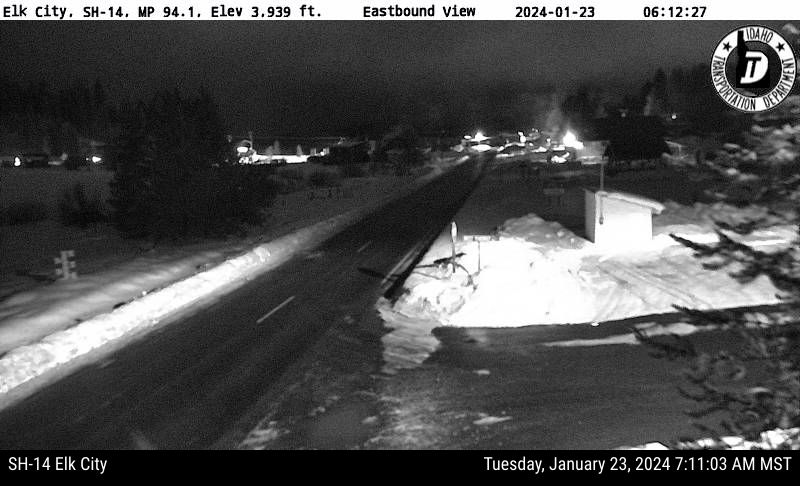 Elk City, SH-14, MP 94.1, Elev 3,939 ft. Eastbound View 2024-01-23 06:12:27
IDAHO
TRANSPORTATION DEPARTMENT
SH-14 Elk City Tuesday, January 23, 2024 7:11:03 AM MST